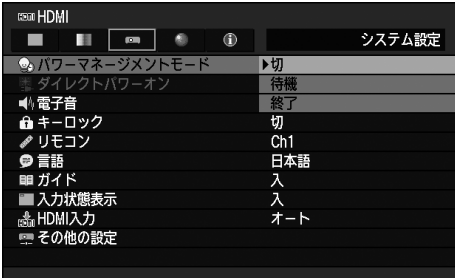 HDMI
システム設定
パワーマネージメントモード ▶切
ダイレクトパワーオン 待機
電子音 終了
キーロック 切
リモコン Ch1
言語 日本語
ガイド 入
入力状態表示 入
HDMI入力 オート
その他の設定